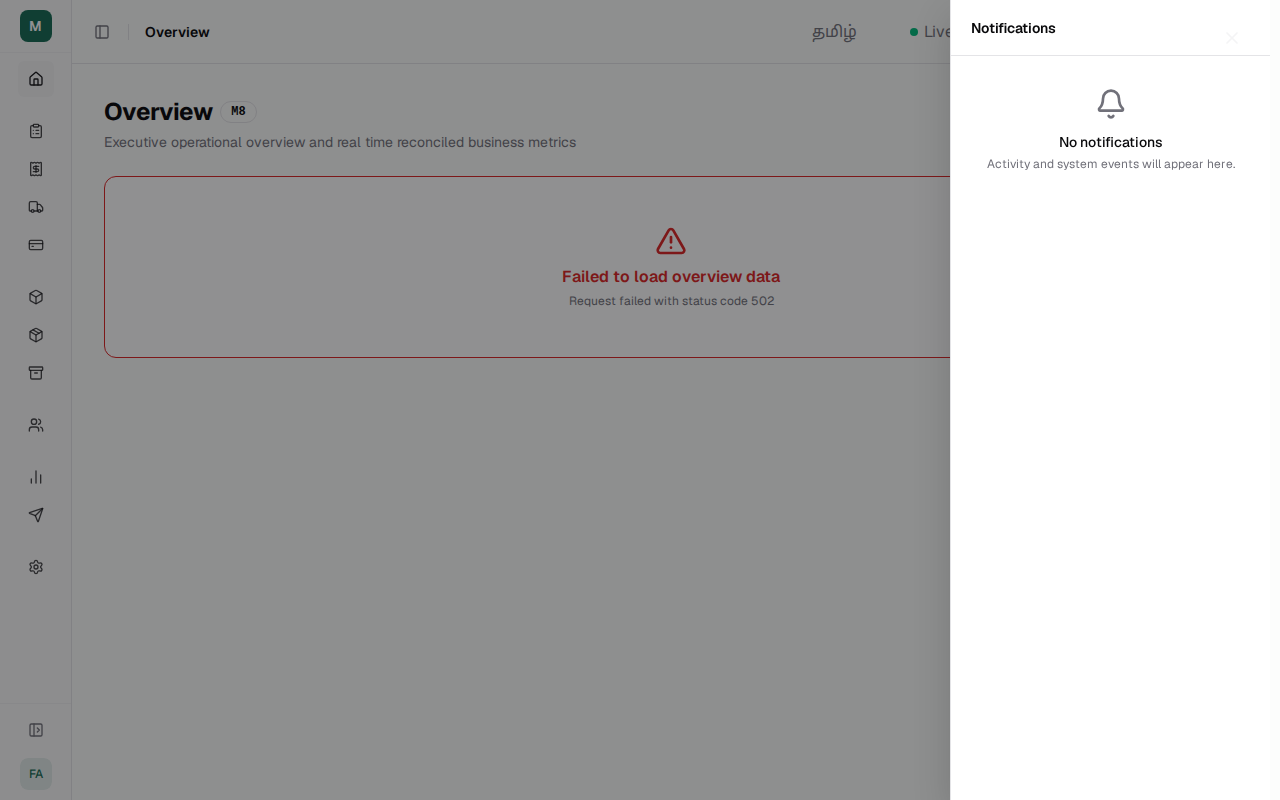 M
Overview
தமிழ்
Live
Notifications
Overview M8
Executive operational overview and real time reconciled business metrics
Failed to load overview data
Request failed with status code 502
No notifications
Activity and system events will appear here.
FA